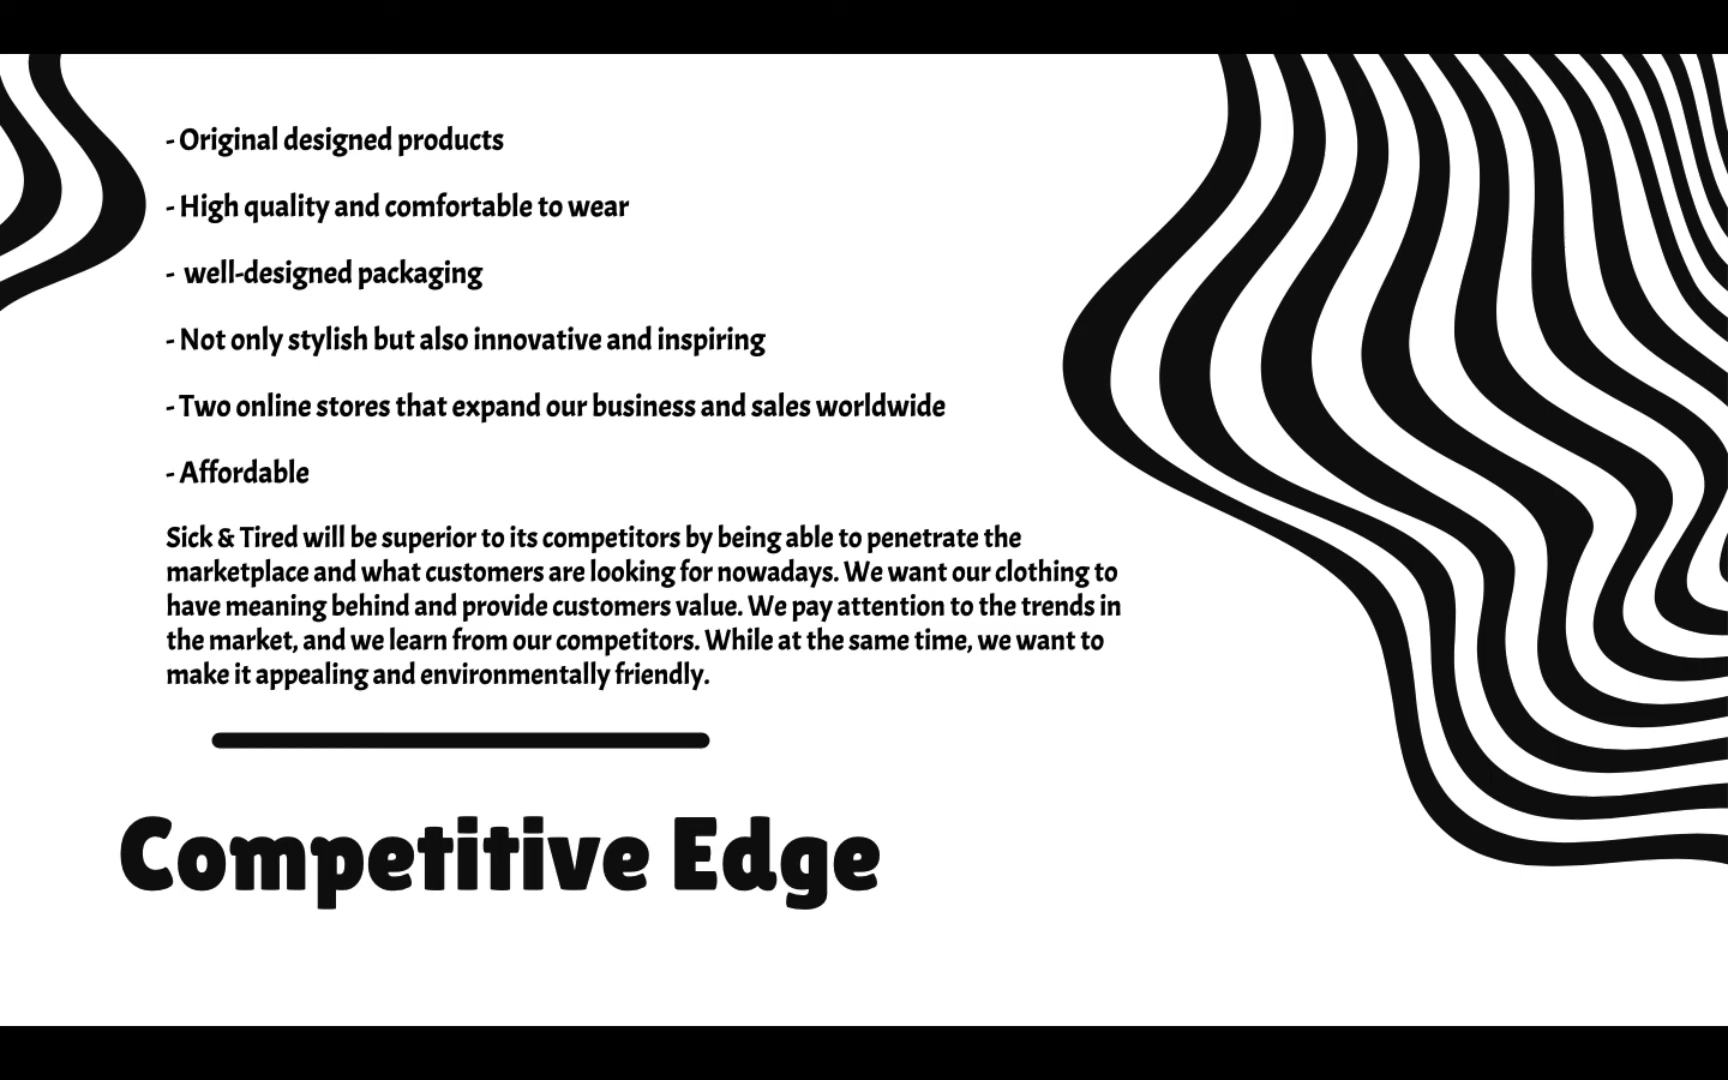 - Original designed products
- High quality and comfortable to wear
- well-designed packaging
- Not only stylish but also innovative and inspiring
- Two online stores that expand our business and sales worldwide
- Affordable
Sick & Tired will be superior to its competitors by being able to penetrate the
marketplace and what customers are looking for nowadays. We want our clothing to
have meaning behind and provide customers value. We pay attention to the trends in
the market, and we learn from our competitors. While at the same time, we want to
make it appealing and environmentally friendly.
Competitive Edge